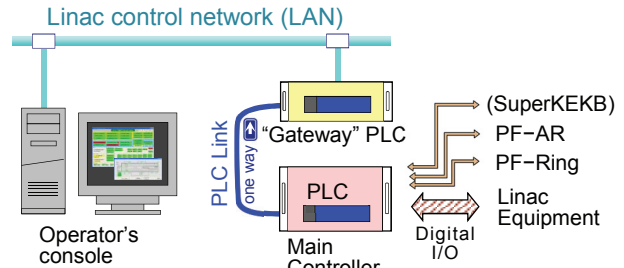 Linac control network (LAN)
PLC Link
one way
“Gateway” PLC
PLC
Main
Controller
Operator’s
console
(SuperKEKB)
PF−AR
PF−Ring
Linac
Equipment
Digital
I/O